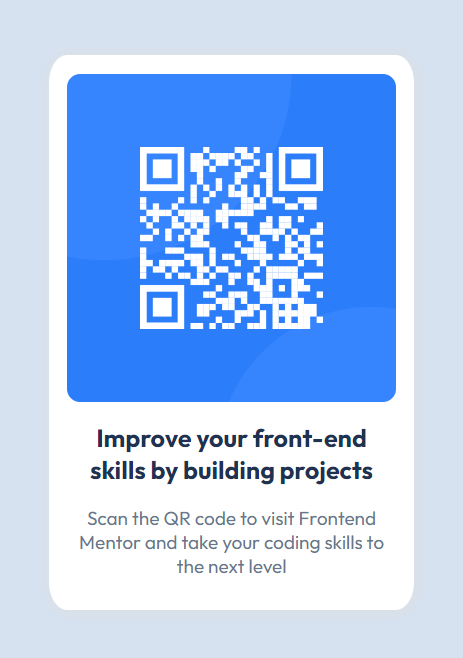 Improve your front-end
skills by building projects
Scan the QR code to visit Frontend
Mentor and take your coding skills to
the next level